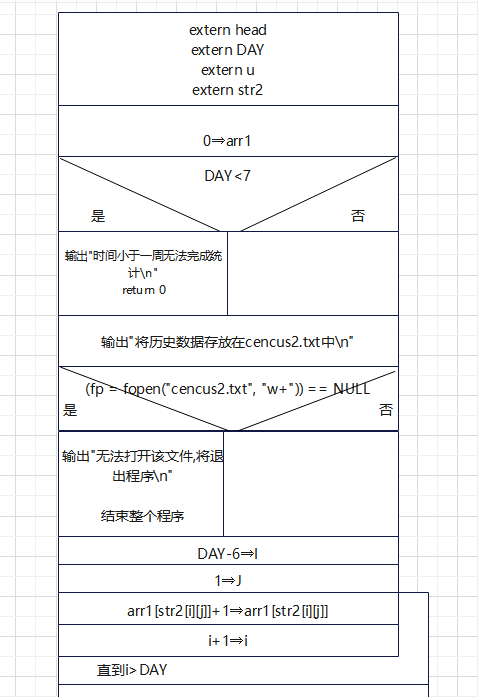 extern head
extern DAY
extern u
extern str2
0⇒arr1
DAY<7
是
否
输出"时间小于一周无法完成统
计\n"
return 0
输出"将历史数据存放在cencus2.txt中\n"
(fp = fopen("cencus2.txt", "w+")) == NULL
是
否
输出"无法打开该文件,将退
出程序\n"
结束整个程序
DAY-6⇒I
1⇒J
arr1[str2[i][j]]+1⇒arr1[str2[i][j]]
i+1⇒i
直到i>DAY